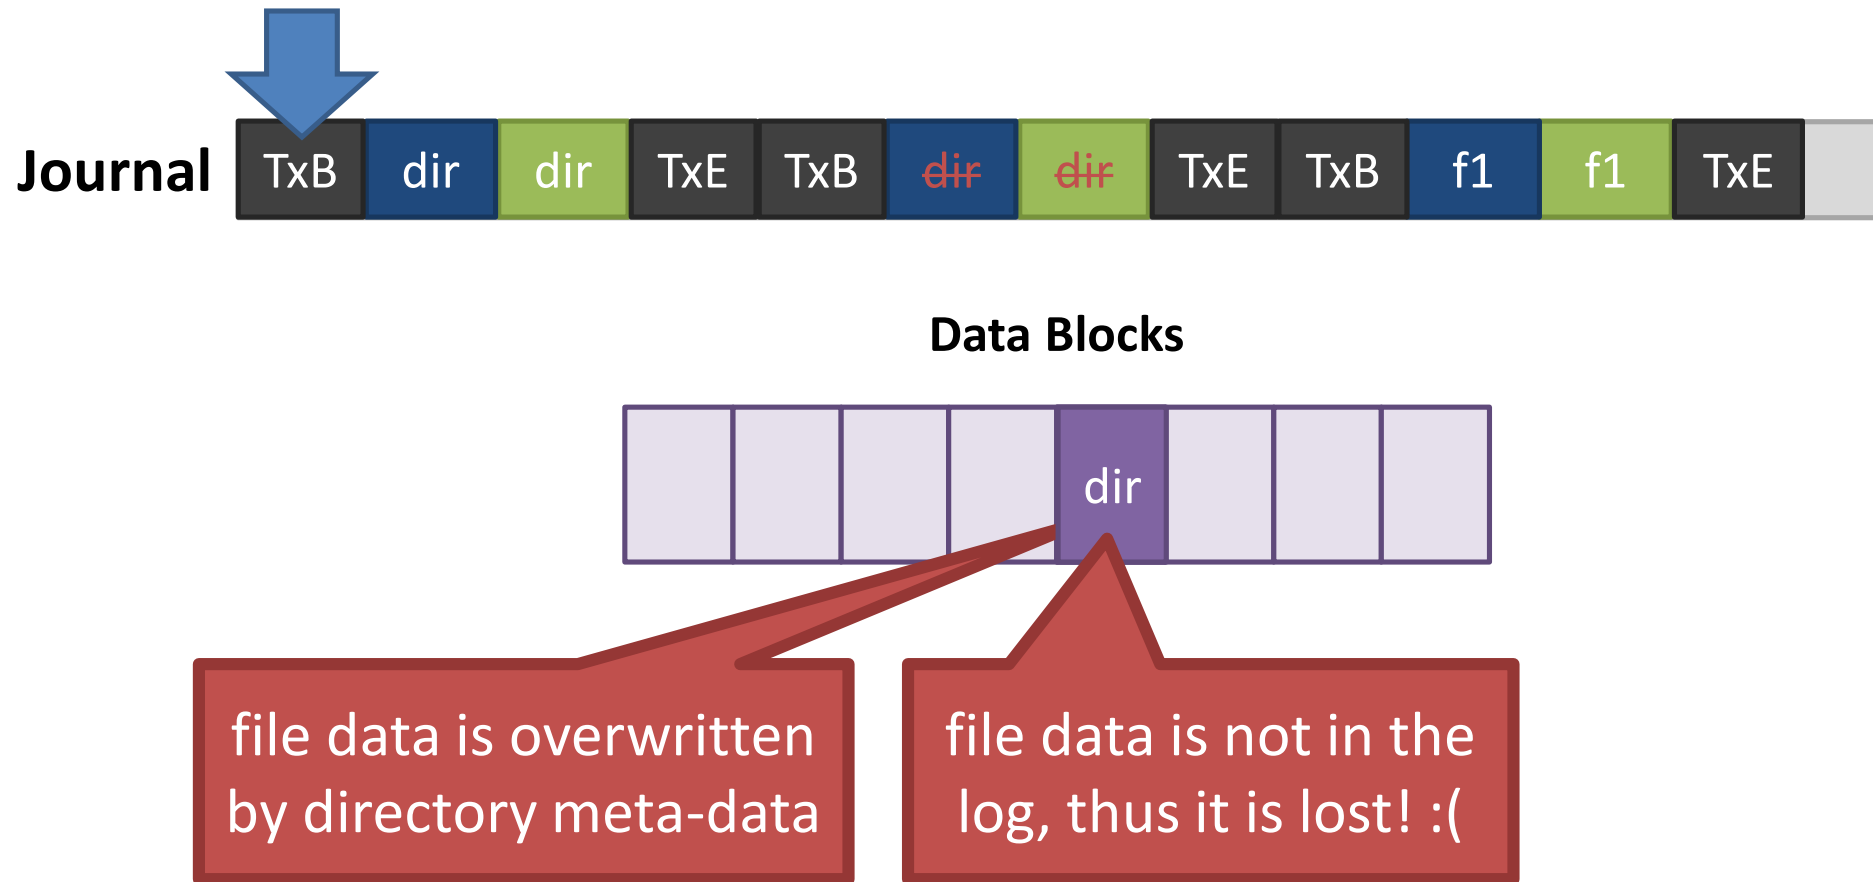 Journal TxB dir dir TxE TxB dir dir TxE TxB f1 f1 TxE
Data Blocks
dir
file data is overwritten
by directory meta-data
file data is not in the
log, thus it is lost! :(